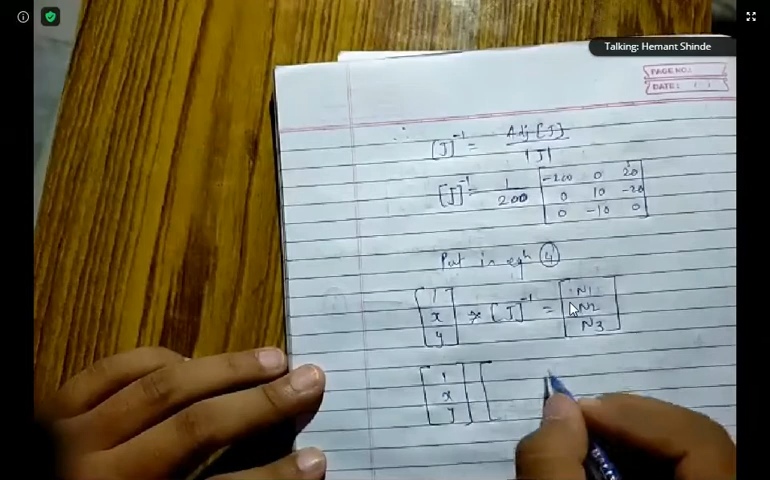 Talking: Hemant Shinde
PAGE NO.:
DATE: / /
∴ [J]⁻¹ = Adj [J] / |J|
[J]⁻¹ = 1 / 200 [-200 0 20
0 10 -20
0 -10 0]
Put in eqn ④
[1 x y] * [J]⁻¹ = [N1 N2 N3]
[1 x y] [